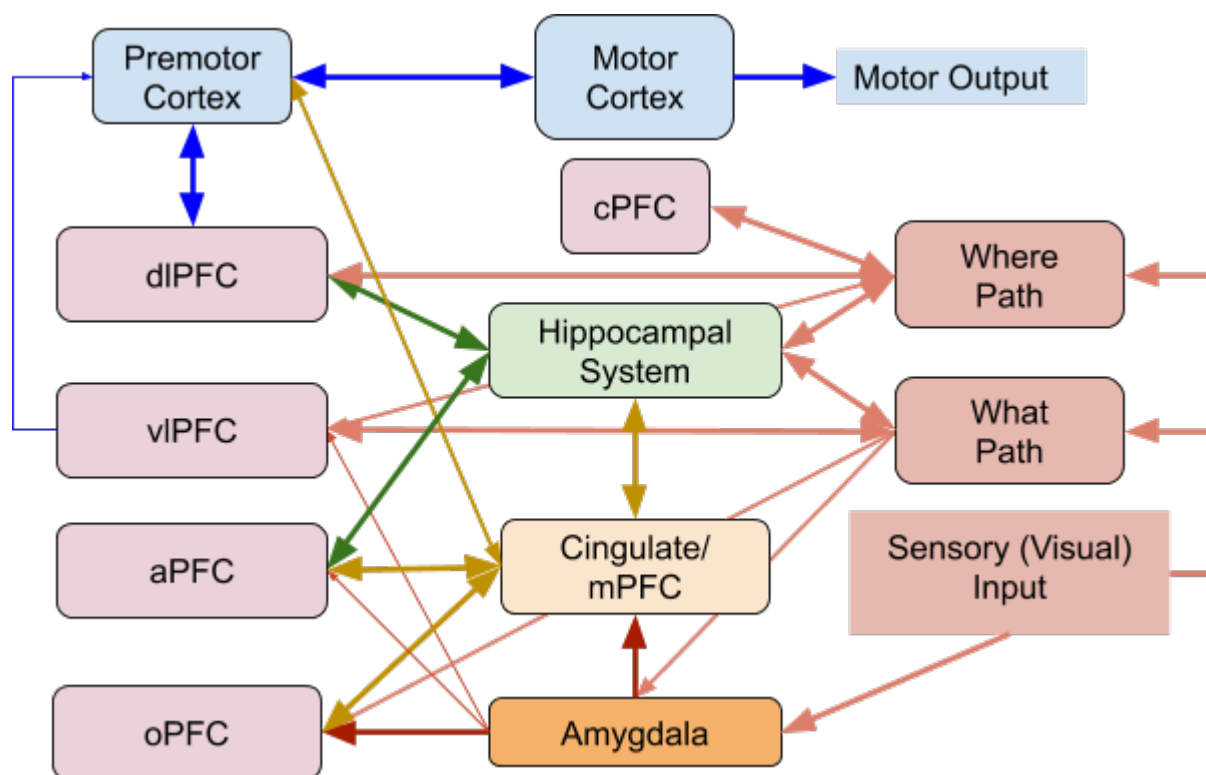 Premotor
Cortex
Motor
Cortex
Motor Output
cPFC
dlPFC
Where
Path
Hippocampal
System
vlPFC
What
Path
aPFC
Cingulate/
mPFC
Sensory (Visual)
Input
oPFC
Amygdala